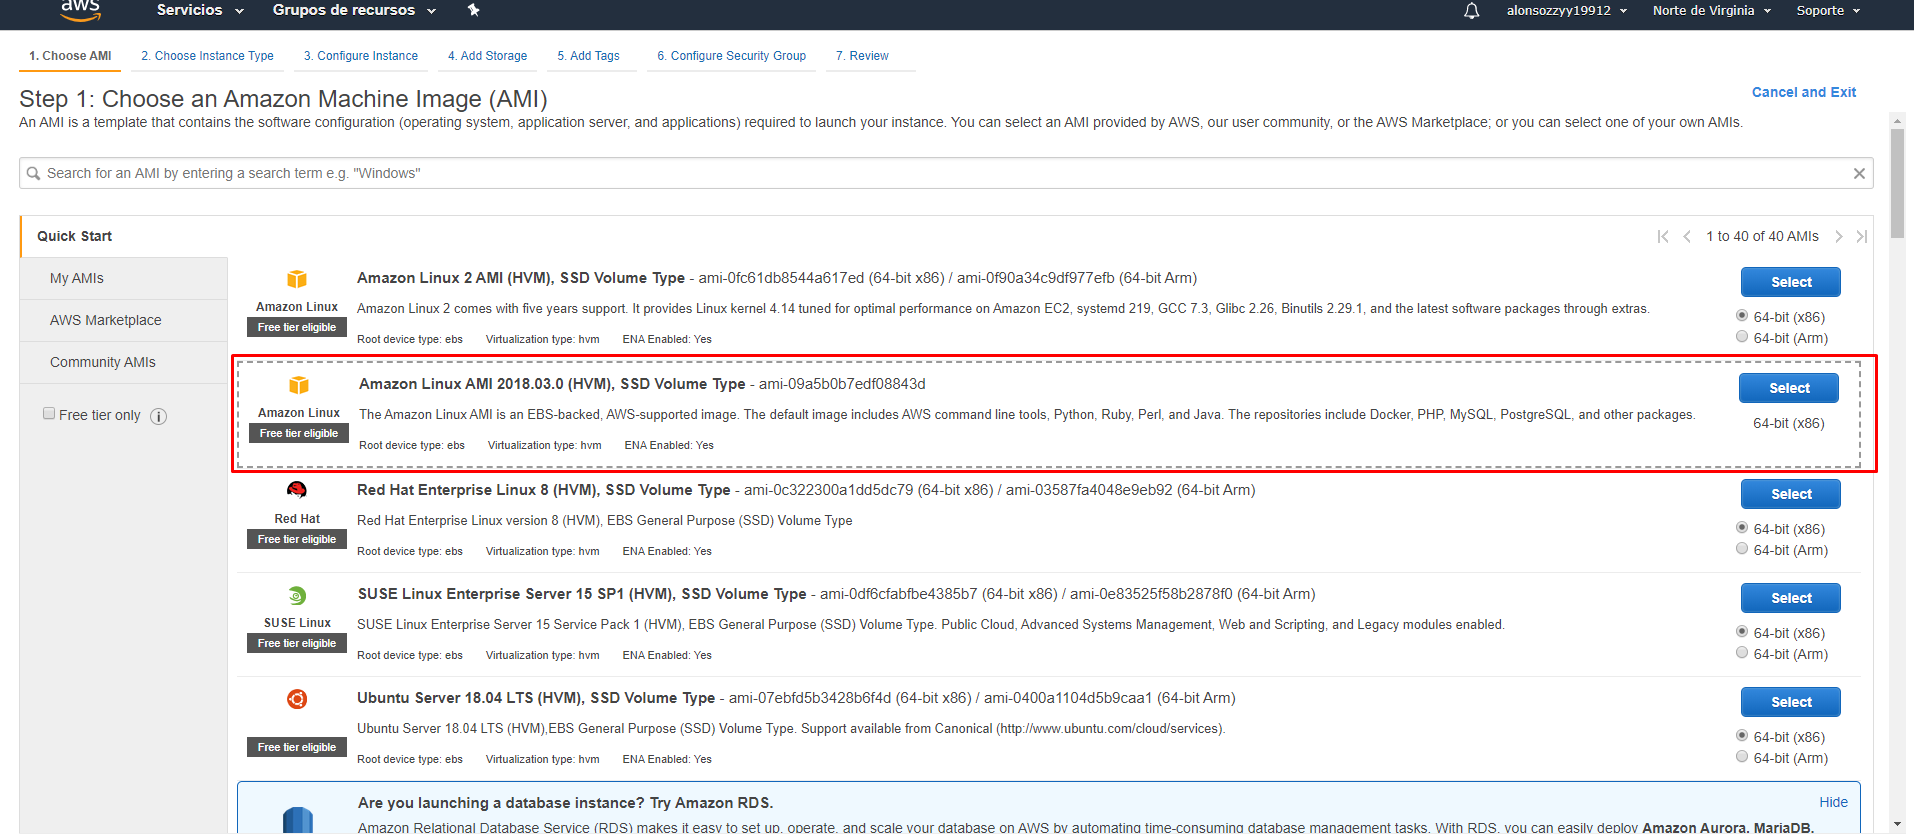 aws Servicios Grupos de recursos alonsozzyy19912 Norte de Virginia Soporte
1. Choose AMI 2. Choose Instance Type 3. Configure Instance 4. Add Storage 5. Add Tags 6. Configure Security Group 7. Review
Step 1: Choose an Amazon Machine Image (AMI)
Cancel and Exit
An AMI is a template that contains the software configuration (operating system, application server, and applications) required to launch your instance. You can select an AMI provided by AWS, our user community, or the AWS Marketplace; or you can select one of your own AMIs.
Search for an AMI by entering a search term e.g. "Windows"
Quick Start
My AMIs
AWS Marketplace
Community AMIs
Free tier only
1 to 40 of 40 AMIs
Amazon Linux
Free tier eligible
Amazon Linux 2 AMI (HVM), SSD Volume Type - ami-0fc61db8544a617ed (64-bit x86) / ami-0f90a34c9df977efb (64-bit Arm)
Amazon Linux 2 comes with five years support. It provides Linux kernel 4.14 tuned for optimal performance on Amazon EC2, systemd 219, GCC 7.3, Glibc 2.26, Binutils 2.29.1, and the latest software packages through extras.
Root device type: ebs Virtualization type: hvm ENA Enabled: Yes
Select
64-bit (x86)
64-bit (Arm)
Amazon Linux
Free tier eligible
Amazon Linux AMI 2018.03.0 (HVM), SSD Volume Type - ami-09a5b0b7edf08843d
The Amazon Linux AMI is an EBS-backed, AWS-supported image. The default image includes AWS command line tools, Python, Ruby, Perl, and Java. The repositories include Docker, PHP, MySQL, PostgreSQL, and other packages.
Root device type: ebs Virtualization type: hvm ENA Enabled: Yes
Select
64-bit (x86)
Red Hat
Free tier eligible
Red Hat Enterprise Linux 8 (HVM), SSD Volume Type - ami-0c322300a1dd5dc79 (64-bit x86) / ami-03587fa4048e9eb92 (64-bit Arm)
Red Hat Enterprise Linux version 8 (HVM), EBS General Purpose (SSD) Volume Type
Root device type: ebs Virtualization type: hvm ENA Enabled: Yes
Select
64-bit (x86)
64-bit (Arm)
SUSE Linux
Free tier eligible
SUSE Linux Enterprise Server 15 SP1 (HVM), SSD Volume Type - ami-0df6cfabfbe4385b7 (64-bit x86) / ami-0e83525f58b2878f0 (64-bit Arm)
SUSE Linux Enterprise Server 15 Service Pack 1 (HVM), EBS General Purpose (SSD) Volume Type. Public Cloud, Advanced Systems Management, Web and Scripting, and Legacy modules enabled.
Root device type: ebs Virtualization type: hvm ENA Enabled: Yes
Select
64-bit (x86)
64-bit (Arm)
Free tier eligible
Ubuntu Server 18.04 LTS (HVM), SSD Volume Type - ami-07ebfd5b3428b6f4d (64-bit x86) / ami-0400a1104d5b9caa1 (64-bit Arm)
Ubuntu Server 18.04 LTS (HVM),EBS General Purpose (SSD) Volume Type. Support available from Canonical (http://www.ubuntu.com/cloud/services).
Root device type: ebs Virtualization type: hvm ENA Enabled: Yes
Select
64-bit (x86)
64-bit (Arm)
Are you launching a database instance? Try Amazon RDS.
Hide
Amazon Relational Database Service (RDS) makes it easy to set up, operate, and scale your database on AWS by automating time-consuming database management tasks. With RDS, you can easily deploy Amazon Aurora, MariaDB,